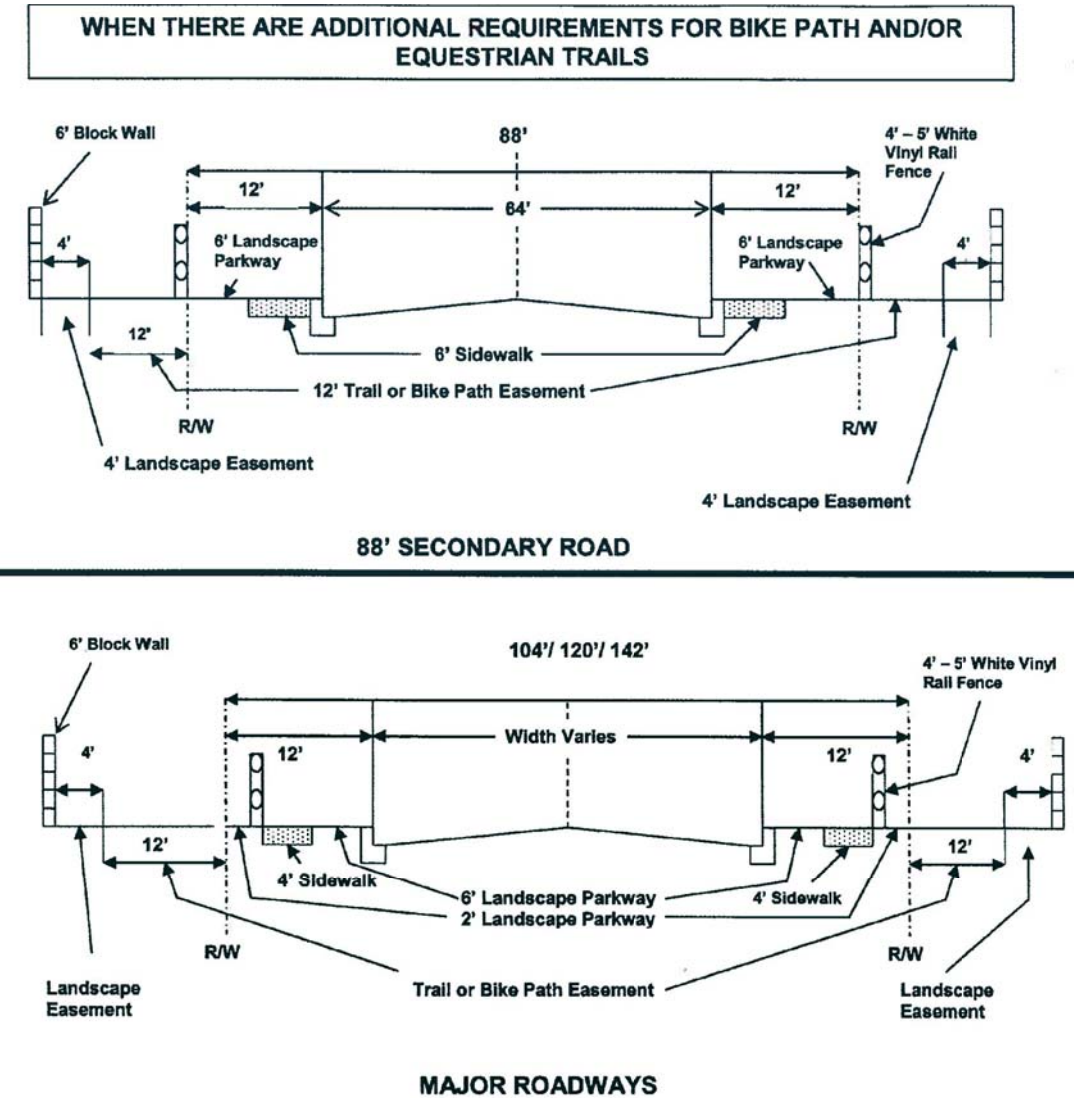 WHEN THERE ARE ADDITIONAL REQUIREMENTS FOR BIKE PATH AND/OR
EQUESTRIAN TRAILS
6' Block Wall
88'
4' – 5' White
Vinyl Rail
Fence
12'
64'
12'
4'
6' Landscape
Parkway
6' Landscape
Parkway
4'
12'
6' Sidewalk
12' Trail or Bike Path Easement
R/W
R/W
4' Landscape Easement
4' Landscape Easement
88' SECONDARY ROAD
6' Block Wall
104'/ 120'/ 142'
4' – 5' White Vinyl
Rail Fence
4'
12'
Width Varies
12'
4'
12'
12'
4' Sidewalk
6' Landscape Parkway
4' Sidewalk
2' Landscape Parkway
R/W
R/W
Landscape
Easement
Trail or Bike Path Easement
Landscape
Easement
MAJOR ROADWAYS